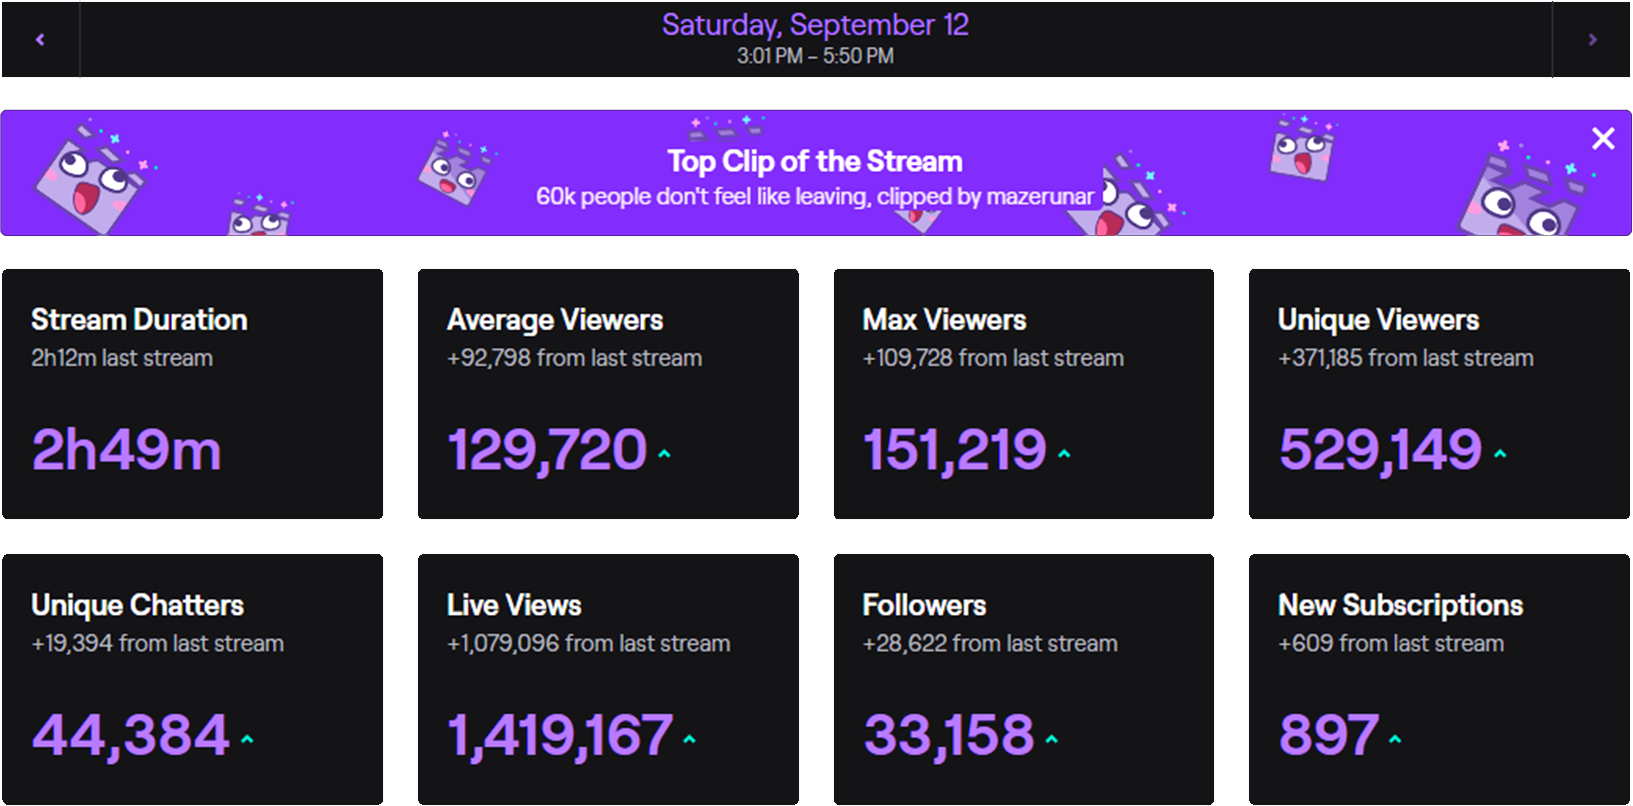 Saturday, September 12
3:01 PM – 5:50 PM
Top Clip of the Stream
60k people don't feel like leaving, clipped by mazerunar
Stream Duration
2h12m last stream
2h49m
Average Viewers
+92,798 from last stream
129,720
Max Viewers
+109,728 from last stream
151,219
Unique Viewers
+371,185 from last stream
529,149
Unique Chatters
+19,394 from last stream
44,384
Live Views
+1,079,096 from last stream
1,419,167
Followers
+28,622 from last stream
33,158
New Subscriptions
+609 from last stream
897